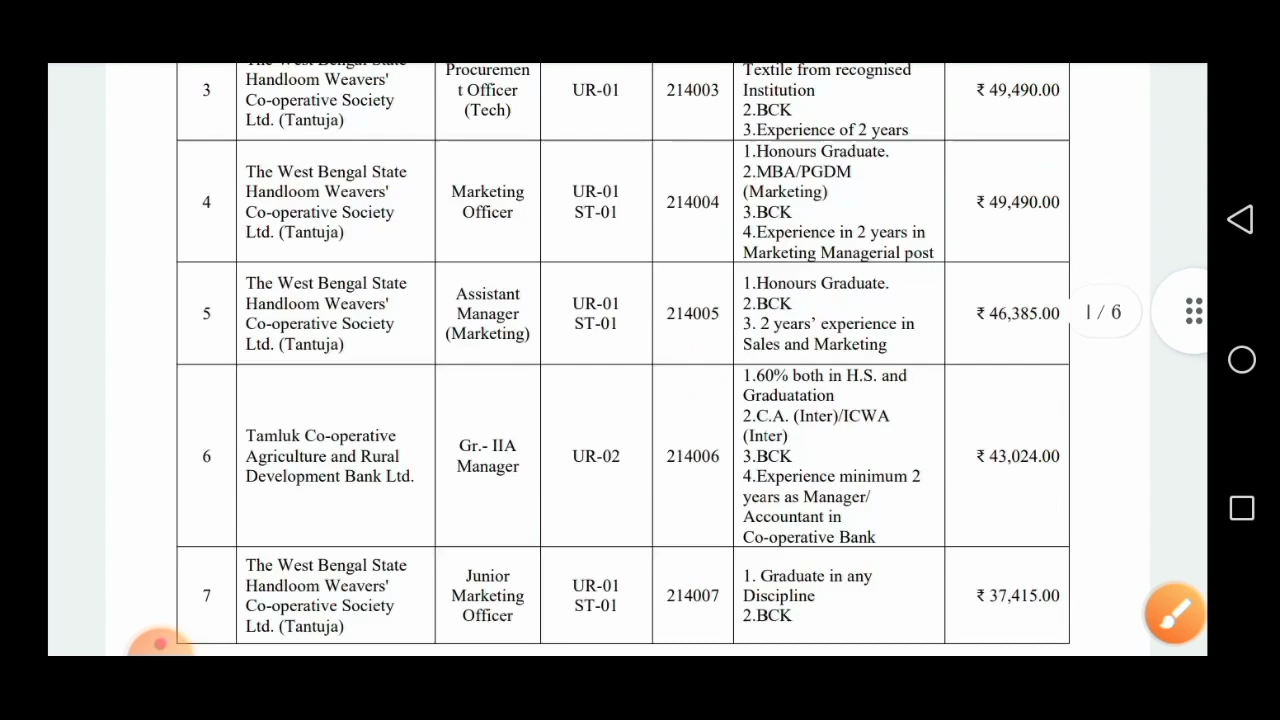 3
The West Bengal State
Handloom Weavers'
Co-operative Society
Ltd. (Tantuja)
Procuremen
t Officer
(Tech)
UR-01
214003
Textile from recognised
Institution
2.BCK
3.Experience of 2 years
₹ 49,490.00
4
The West Bengal State
Handloom Weavers'
Co-operative Society
Ltd. (Tantuja)
Marketing
Officer
UR-01
ST-01
214004
1.Honours Graduate.
2.MBA/PGDM
(Marketing)
3.BCK
4.Experience in 2 years in
Marketing Managerial post
₹ 49,490.00
5
The West Bengal State
Handloom Weavers'
Co-operative Society
Ltd. (Tantuja)
Assistant
Manager
(Marketing)
UR-01
ST-01
214005
1.Honours Graduate.
2.BCK
3. 2 years’ experience in
Sales and Marketing
₹ 46,385.00
1 / 6
6
Tamluk Co-operative
Agriculture and Rural
Development Bank Ltd.
Gr.- IIA
Manager
UR-02
214006
1.60% both in H.S. and
Graduatation
2.C.A. (Inter)/ICWA
(Inter)
3.BCK
4.Experience minimum 2
years as Manager/
Accountant in
Co-operative Bank
₹ 43,024.00
7
The West Bengal State
Handloom Weavers'
Co-operative Society
Ltd. (Tantuja)
Junior
Marketing
Officer
UR-01
ST-01
214007
1. Graduate in any
Discipline
2.BCK
₹ 37,415.00